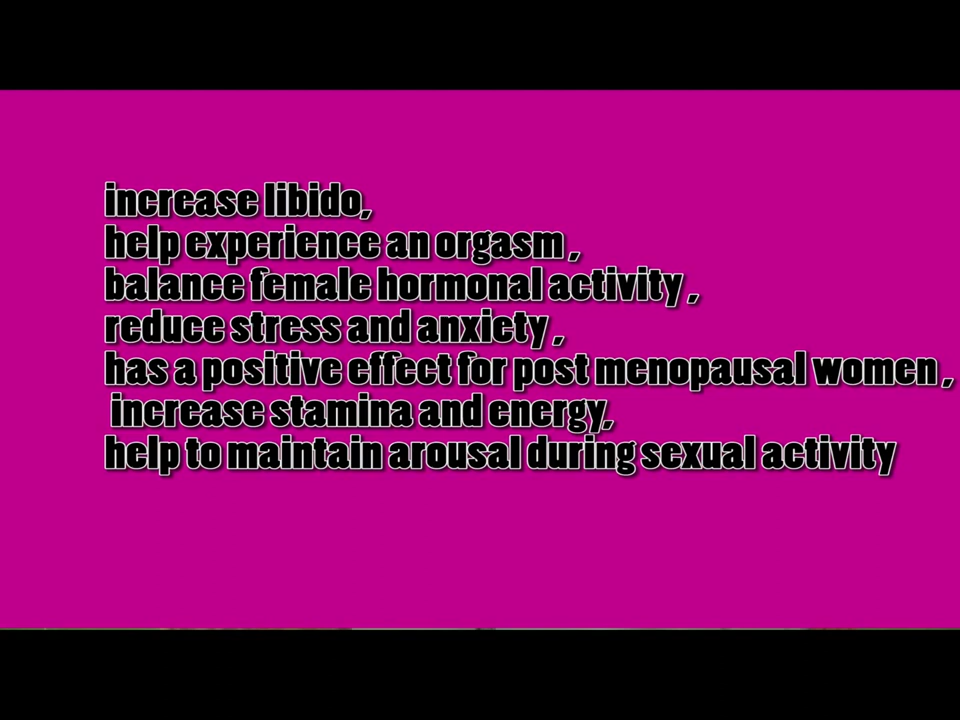 increase libido,
help experience an orgasm ,
balance female hormonal activity ,
reduce stress and anxiety ,
has a positive effect for post menopausal women ,
increase stamina and energy,
help to maintain arousal during sexual activity